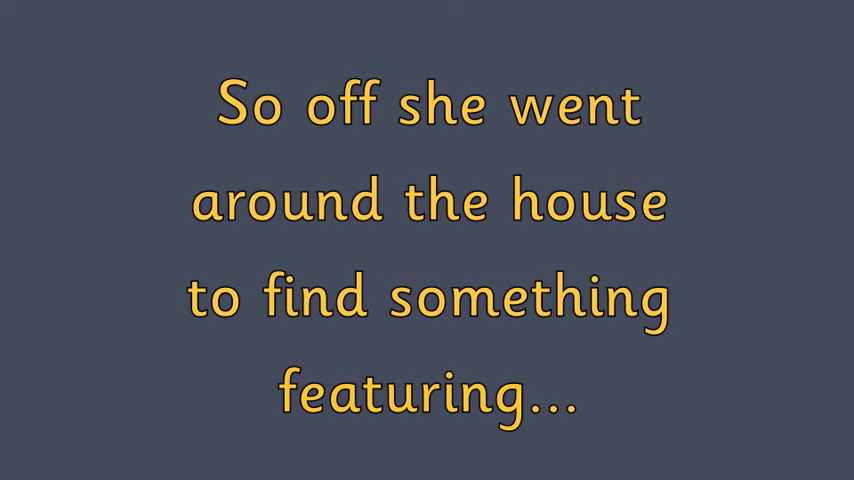 So off she went
around the house
to find something
featuring...